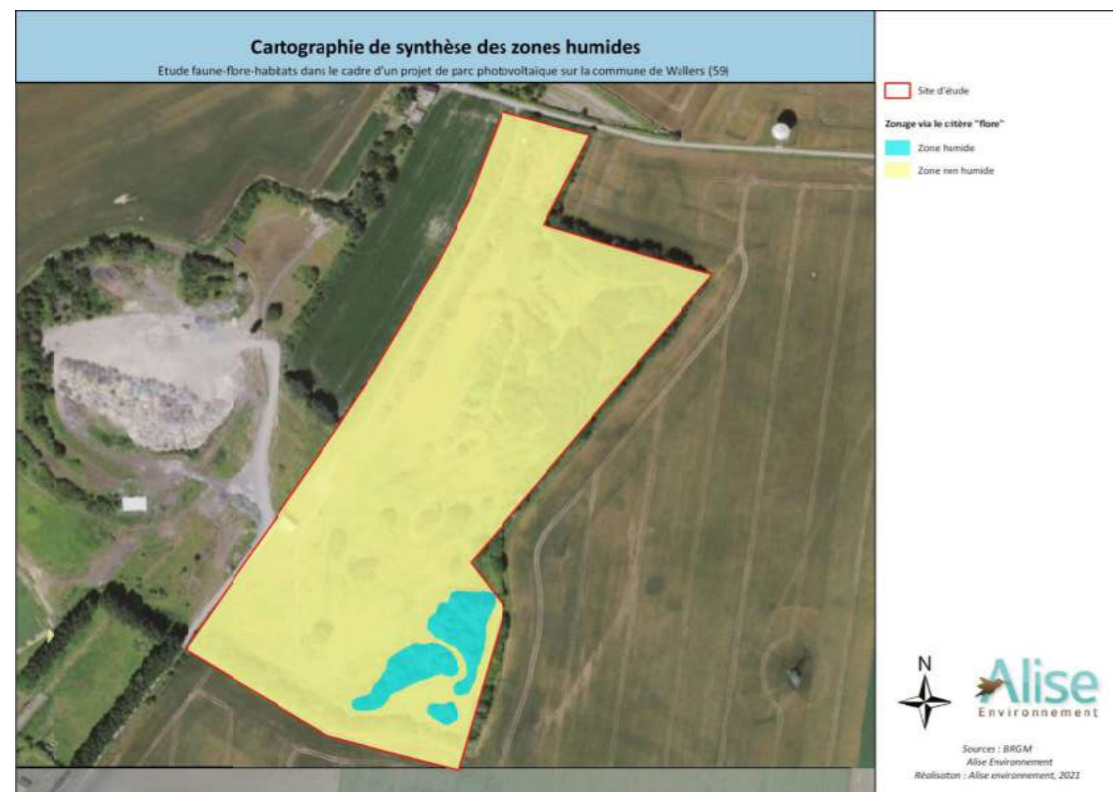 Cartographie de synthèse des zones humides
Etude faune-flore-habitats dans le cadre d'un projet de parc photovoltaïque sur la commune de Wallers (59)
Site d'étude
Zonage via le citère "flore"
Zone humide
Zone non humide
N
Alise
Environnement
Sources : BRGM
Alise Environnement
Réalisation : Alise environnement, 2021